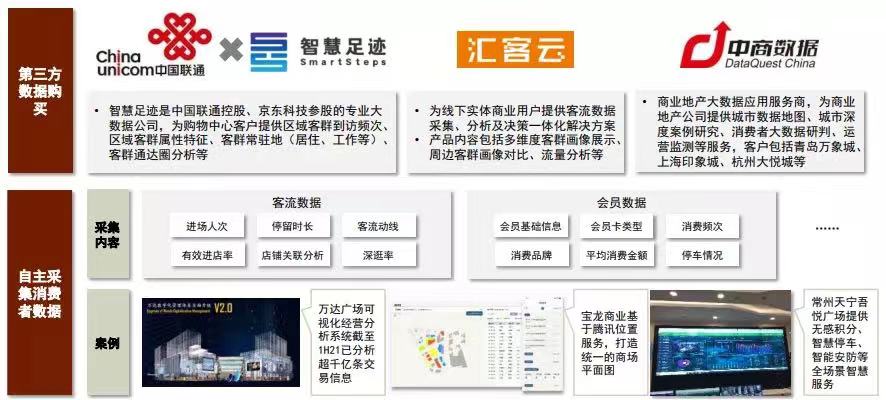 第三方
数据购
买
China
unicom中国联通
智慧足迹
SmartSteps
汇客云
中商数据
DataQuest China
• 智慧足迹是中国联通控股、京东科技参股的专业大
数据公司，为购物中心客户提供区域客群到访频次、
区域客群属性特征、客群常驻地（居住、工作等）、
客群通达圈分析等
• 为线下实体商业用户提供客流数据
采集、分析及决策一体化解决方案
• 产品内容包括多维度客群画像展示、
周边客群画像对比、流量分析等
• 商业地产大数据应用服务商，为商业
地产公司提供城市数据地图、城市深
度案例研究、消费者大数据研判、运
营监测等服务，客户包括青岛万象城、
上海印象城、杭州大悦城等
自主采
集消费
者数据
采集
内容
客流数据
进场人次
停留时长
客流动线
有效进店率
店铺关联分析
深逛率
会员数据
会员基础信息
会员卡类型
消费频次
消费品牌
平均消费金额
停车情况
......
案例
V2.0
万达广场可
视化经营分
析系统截至
1H21已分析
超千亿条交
易信息
宝龙商业基
于腾讯位置
服务，打造
统一的商场
平面图
常州天宁吾
悦广场提供
无感积分、
智慧停车、
智能安防等
全场景智慧
服务